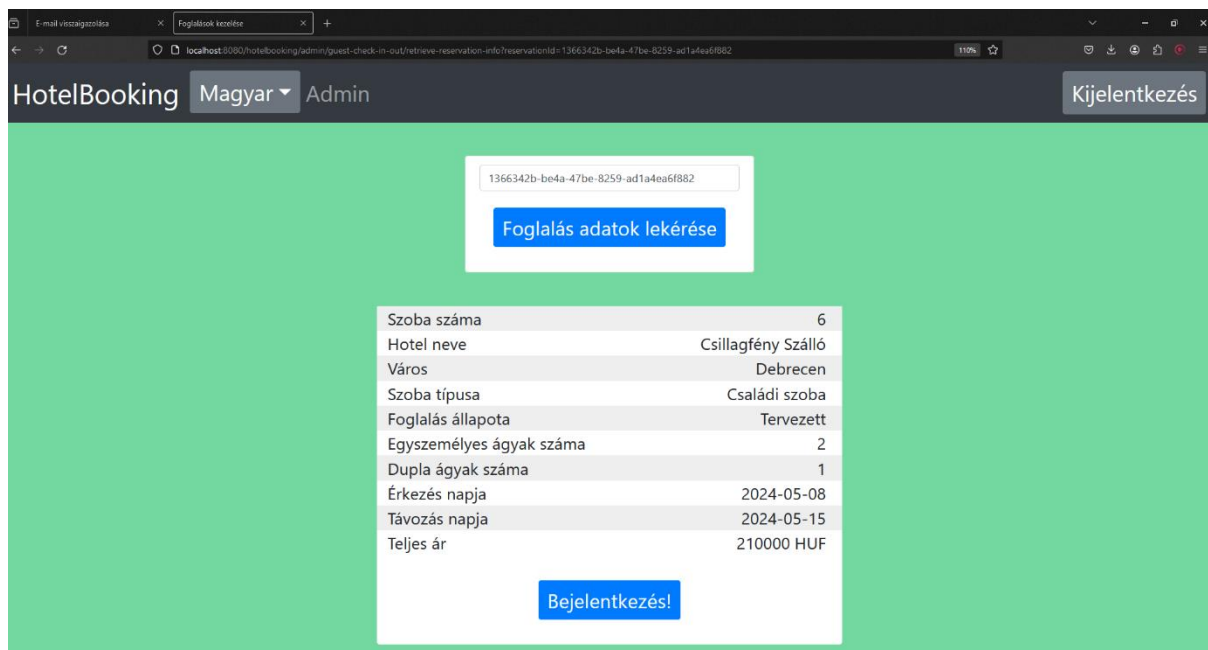 E-mail visszaigazolása
Foglalások kezelése
localhost:8080/hotelbooking/admin/guest-check-in-out/retrieve-reservation-info?reservationId=1366342b-be4a-47be-8259-ad1a4ea6f882
110%
HotelBooking Magyar Admin Kijelentkezés
1366342b-be4a-47be-8259-ad1a4ea6f882
Foglalás adatok lekérése
Szoba száma 6
Hotel neve Csillagfény Szálló
Város Debrecen
Szoba típusa Családi szoba
Foglalás állapota Tervezett
Egyszemélyes ágyak száma 2
Dupla ágyak száma 1
Érkezés napja 2024-05-08
Távozás napja 2024-05-15
Teljes ár 210000 HUF
Bejelentkezés!